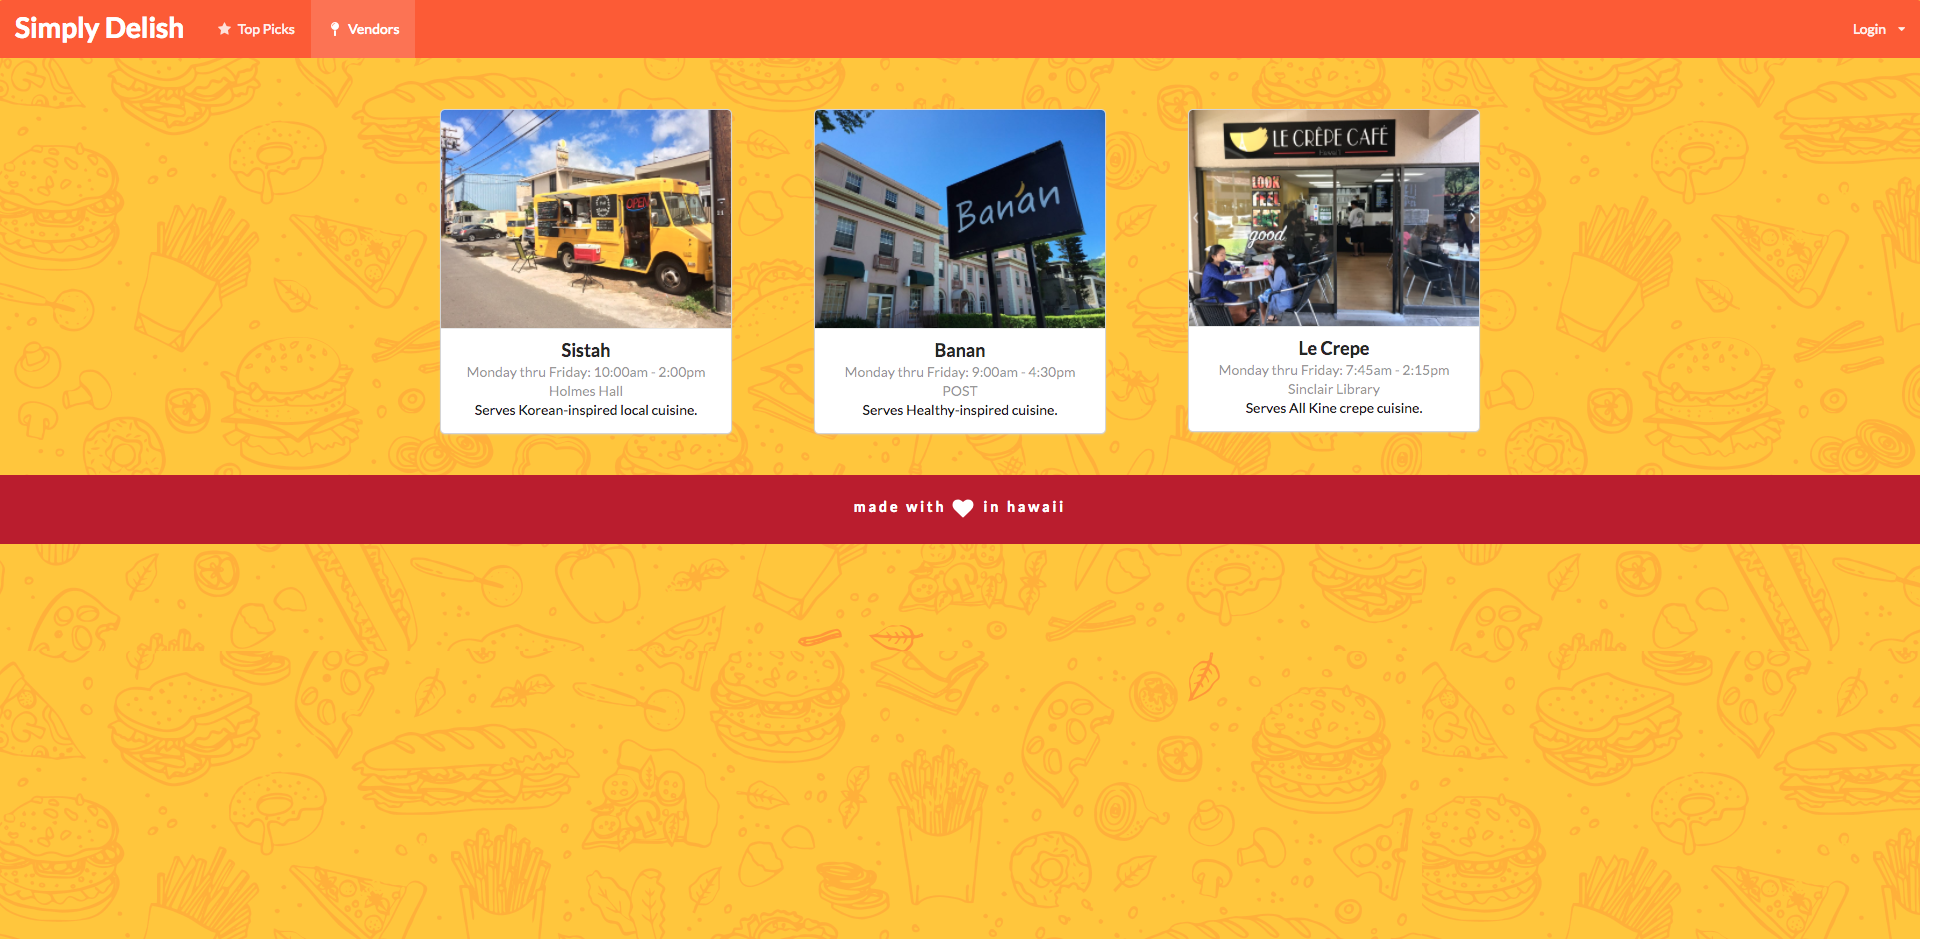 Simply Delish
Top Picks
Vendors
Login
OPEN
Banán
LE CRÊPE CAFÉ
LOOK
FEEL
good
Sistah
Monday thru Friday: 10:00am - 2:00pm
Holmes Hall
Serves Korean-inspired local cuisine.
Banan
Monday thru Friday: 9:00am - 4:30pm
POST
Serves Healthy-inspired cuisine.
Le Crepe
Monday thru Friday: 7:45am - 2:15pm
Sinclair Library
Serves All Kine crepe cuisine.
made with in hawaii